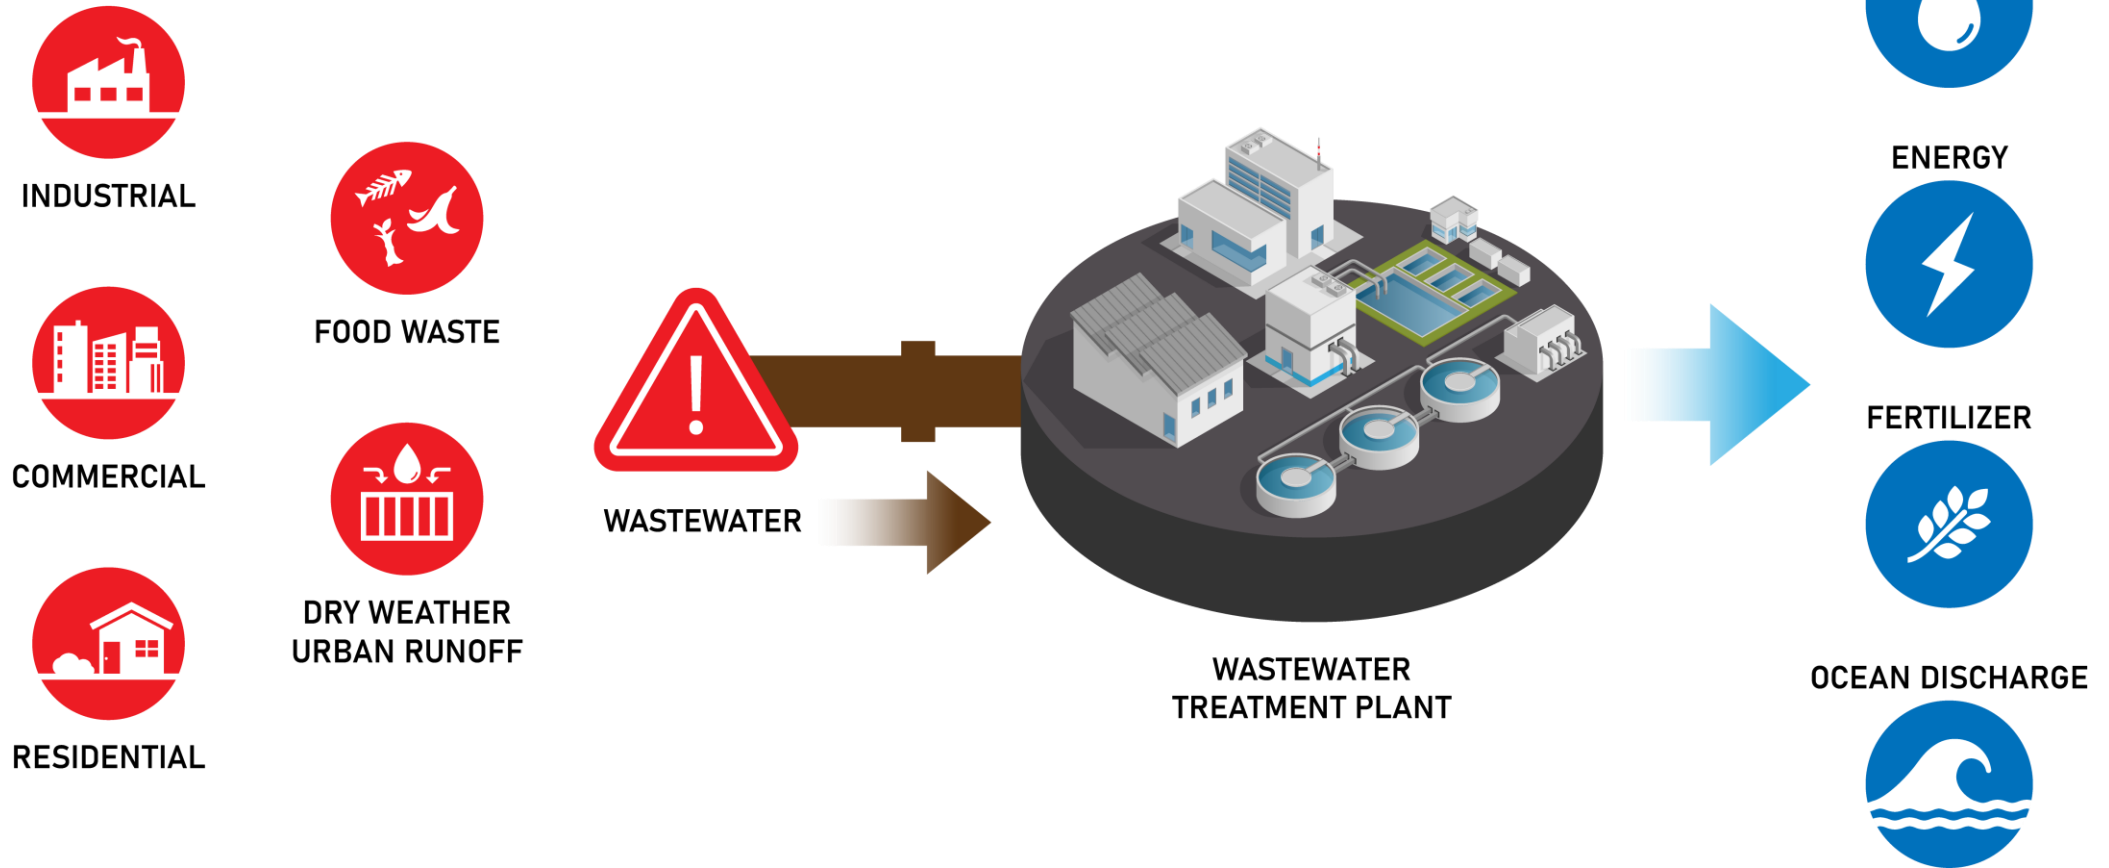 INDUSTRIAL
COMMERCIAL
RESIDENTIAL
FOOD WASTE
DRY WEATHER
URBAN RUNOFF
WASTEWATER
WASTEWATER
TREATMENT PLANT
ENERGY
FERTILIZER
OCEAN DISCHARGE